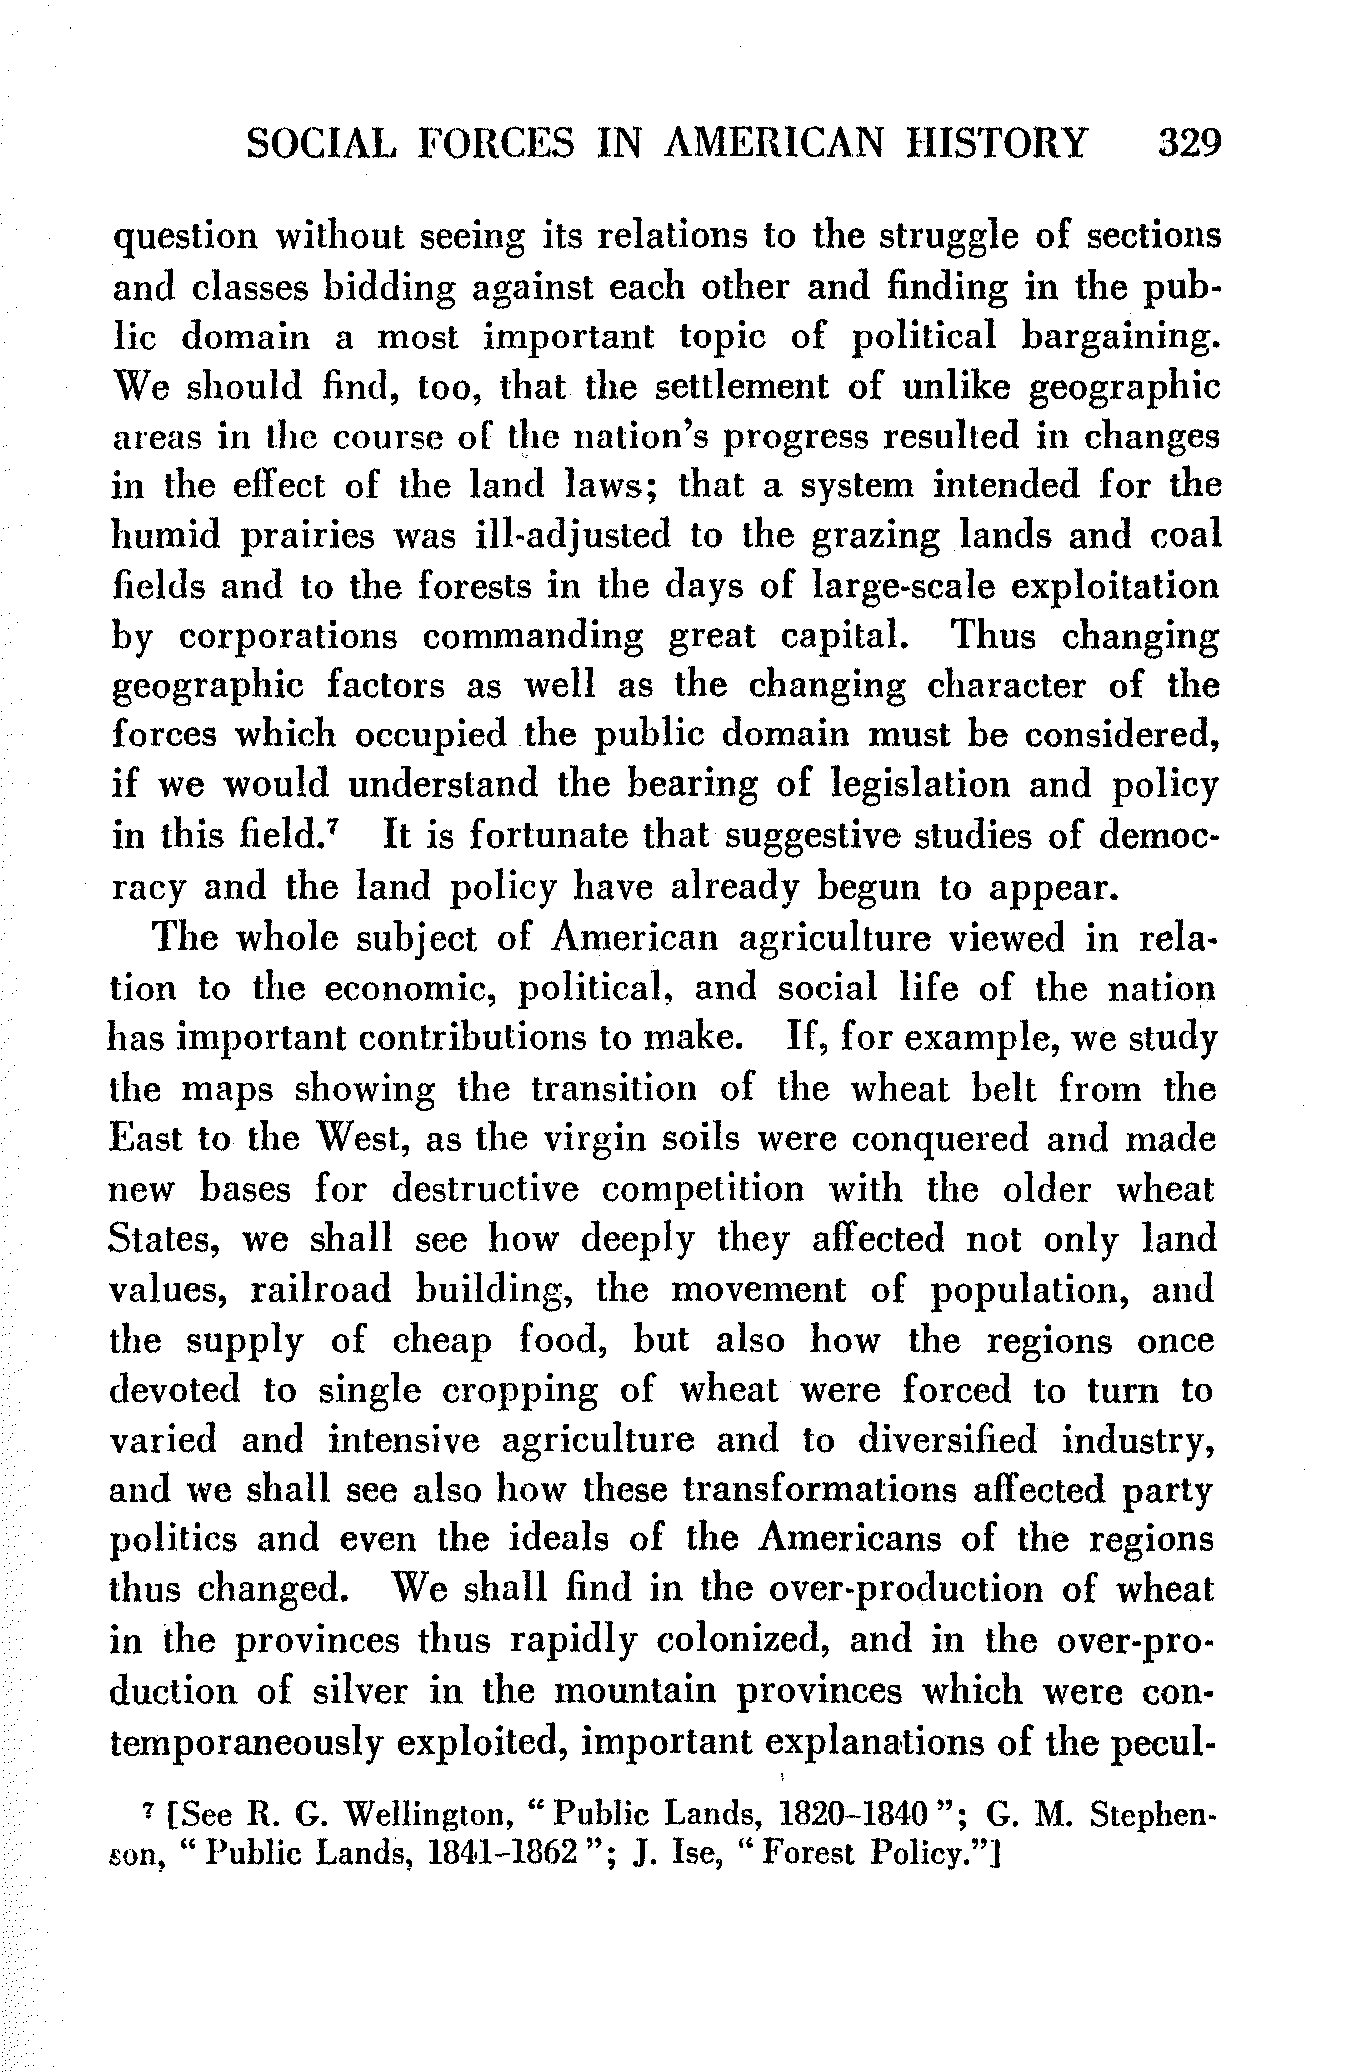 SOCIAL FORCES IN AMERICAN HISTORY 329
question without seeing its relations to the struggle of sections
and classes bidding against each other and finding in the pub-
lic domain a most important topic of political bargaining.
We should find, too, that the settlement of unlike geographic
areas in the course of the nation's progress resulted in changes
in the effect of the land laws; that a system intended for the
humid prairies was ill-adjusted to the grazing lands and coal
fields and to the forests in the days of large-scale exploitation
by corporations commanding great capital. Thus changing
geographic factors as well as the changing character of the
forces which occupied the public domain must be considered,
if we would understand the bearing of legislation and policy
in this field.⁷ It is fortunate that suggestive studies of democ-
racy and the land policy have already begun to appear.
The whole subject of American agriculture viewed in rela-
tion to the economic, political, and social life of the nation
has important contributions to make. If, for example, we study
the maps showing the transition of the wheat belt from the
East to the West, as the virgin soils were conquered and made
new bases for destructive competition with the older wheat
States, we shall see how deeply they affected not only land
values, railroad building, the movement of population, and
the supply of cheap food, but also how the regions once
devoted to single cropping of wheat were forced to turn to
varied and intensive agriculture and to diversified industry,
and we shall see also how these transformations affected party
politics and even the ideals of the Americans of the regions
thus changed. We shall find in the over-production of wheat
in the provinces thus rapidly colonized, and in the over-pro-
duction of silver in the mountain provinces which were con-
temporaneously exploited, important explanations of the pecul-
⁷ [See R. G. Wellington, "Public Lands, 1820–1840"; G. M. Stephen-
son, "Public Lands, 1841–1862"; J. Ise, "Forest Policy."]